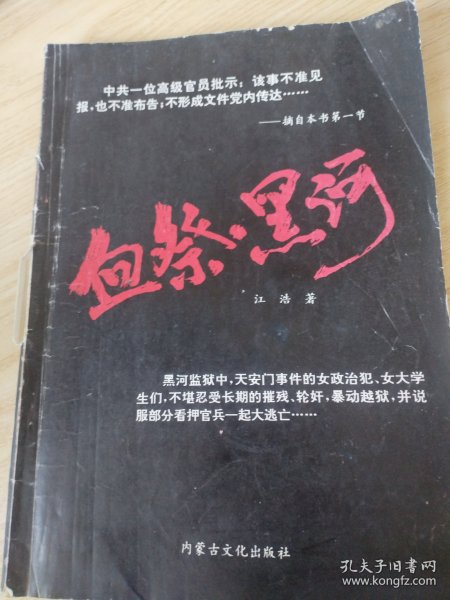 中共一位高级官员批示：该事不准见
报，也不准布告；不形成文件党内传达……
——摘自本书第一节
血祭·黑河
江浩 著
黑河监狱中，天安门事件的女政治犯、女大学
生们，不堪忍受长期的摧残、轮奸，暴动越狱，并说
服部分看押官兵一起大逃亡……
内蒙古文化出版社
孔夫子旧书网
www.kongfz.com